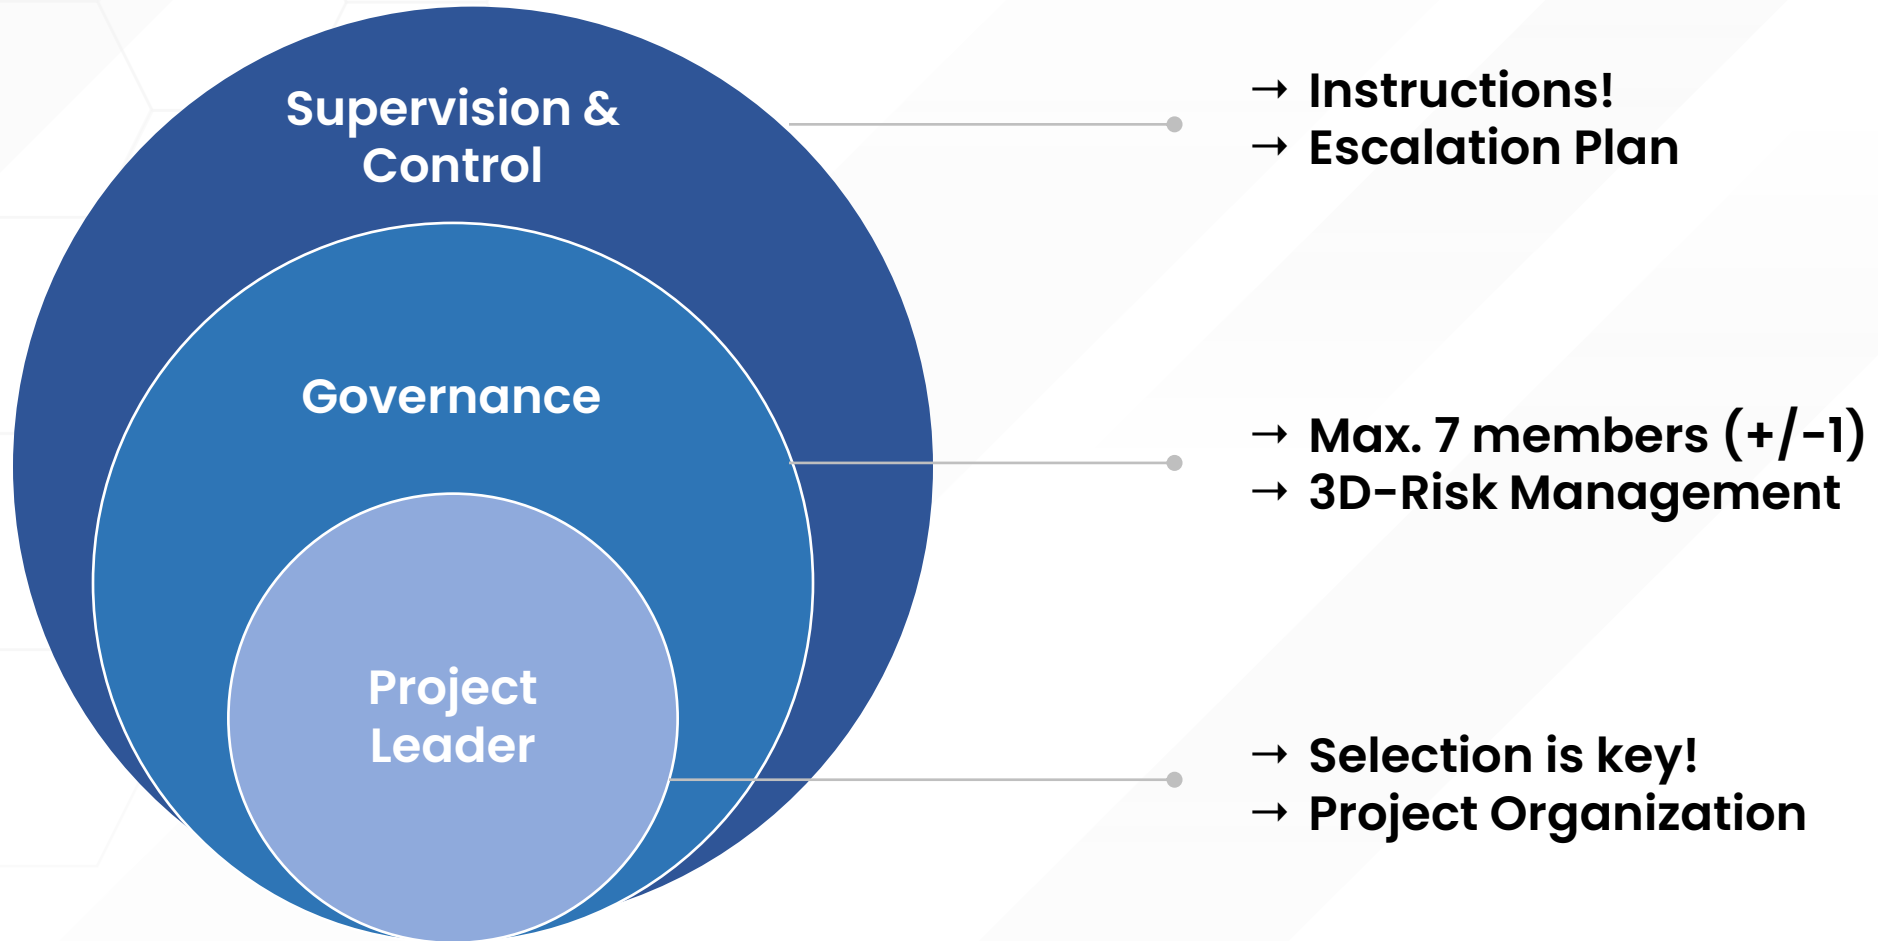 Supervision &
Control
→ Instructions!
→ Escalation Plan
Governance
→ Max. 7 members (+/-1)
→ 3D-Risk Management
Project
Leader
→ Selection is key!
→ Project Organization